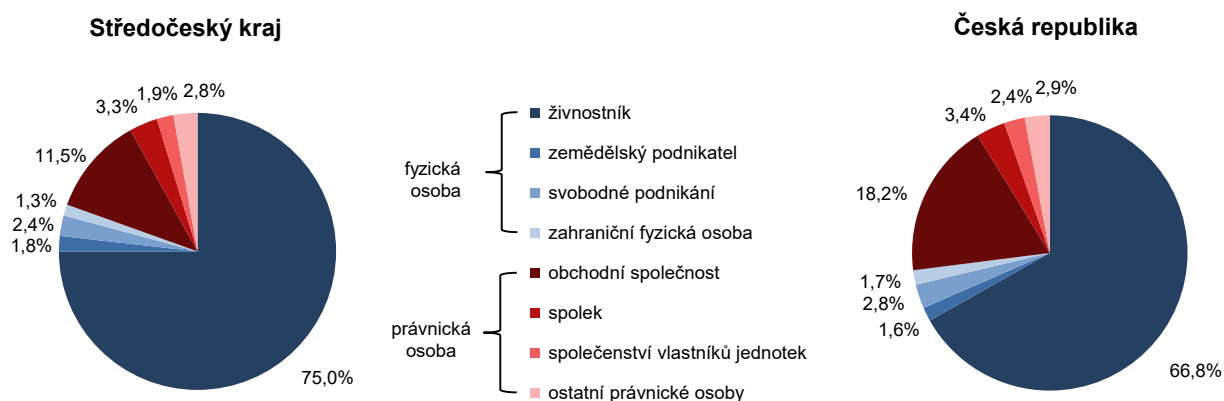 Středočeský kraj
3,3%
1,9%
2,8%
11,5%
1,3%
2,4%
1,8%
75,0%
fyzická
osoba
živnostník
zemědělský podnikatel
svobodné podnikání
zahraniční fyzická osoba
právnická
osoba
obchodní společnost
spolek
společenství vlastníků jednotek
ostatní právnické osoby
Česká republika
3,4%
2,4%
2,9%
18,2%
1,7%
2,8%
1,6%
66,8%